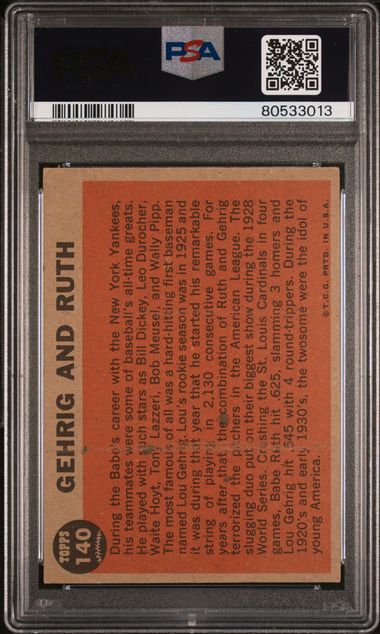 PSA
PSA
80533013
TOPPS
140
GEHRIG AND RUTH
During the Babe's career with the New York Yankees,
his teammates were some of baseball's all-time greats.
He played with such stars as Bill Dickey, Leo Durocher,
Waite Hoyt, Tony Lazzeri, Bob Meusel, and Wally Pipp.
The most famous of all was a hard-hitting first baseman
named Lou Gehrig. Lou's rookie season was in 1925 and
it was during that year that he started his remarkable
string of playing in 2,130 consecutive games. For
years after that, the combination of Ruth and Gehrig
terrorized the pitchers in the American League. The
slugging duo put on their biggest show during the 1928
World Series. Crushing the St. Louis Cardinals in four
games, Babe Ruth hit .625, slamming 3 homers and
Lou Gehrig hit .545 with 4 round-trippers. During the
1920's and early 1930's, the twosome were the idol of
young America.
© T.C.G. PRTD. IN U.S.A.